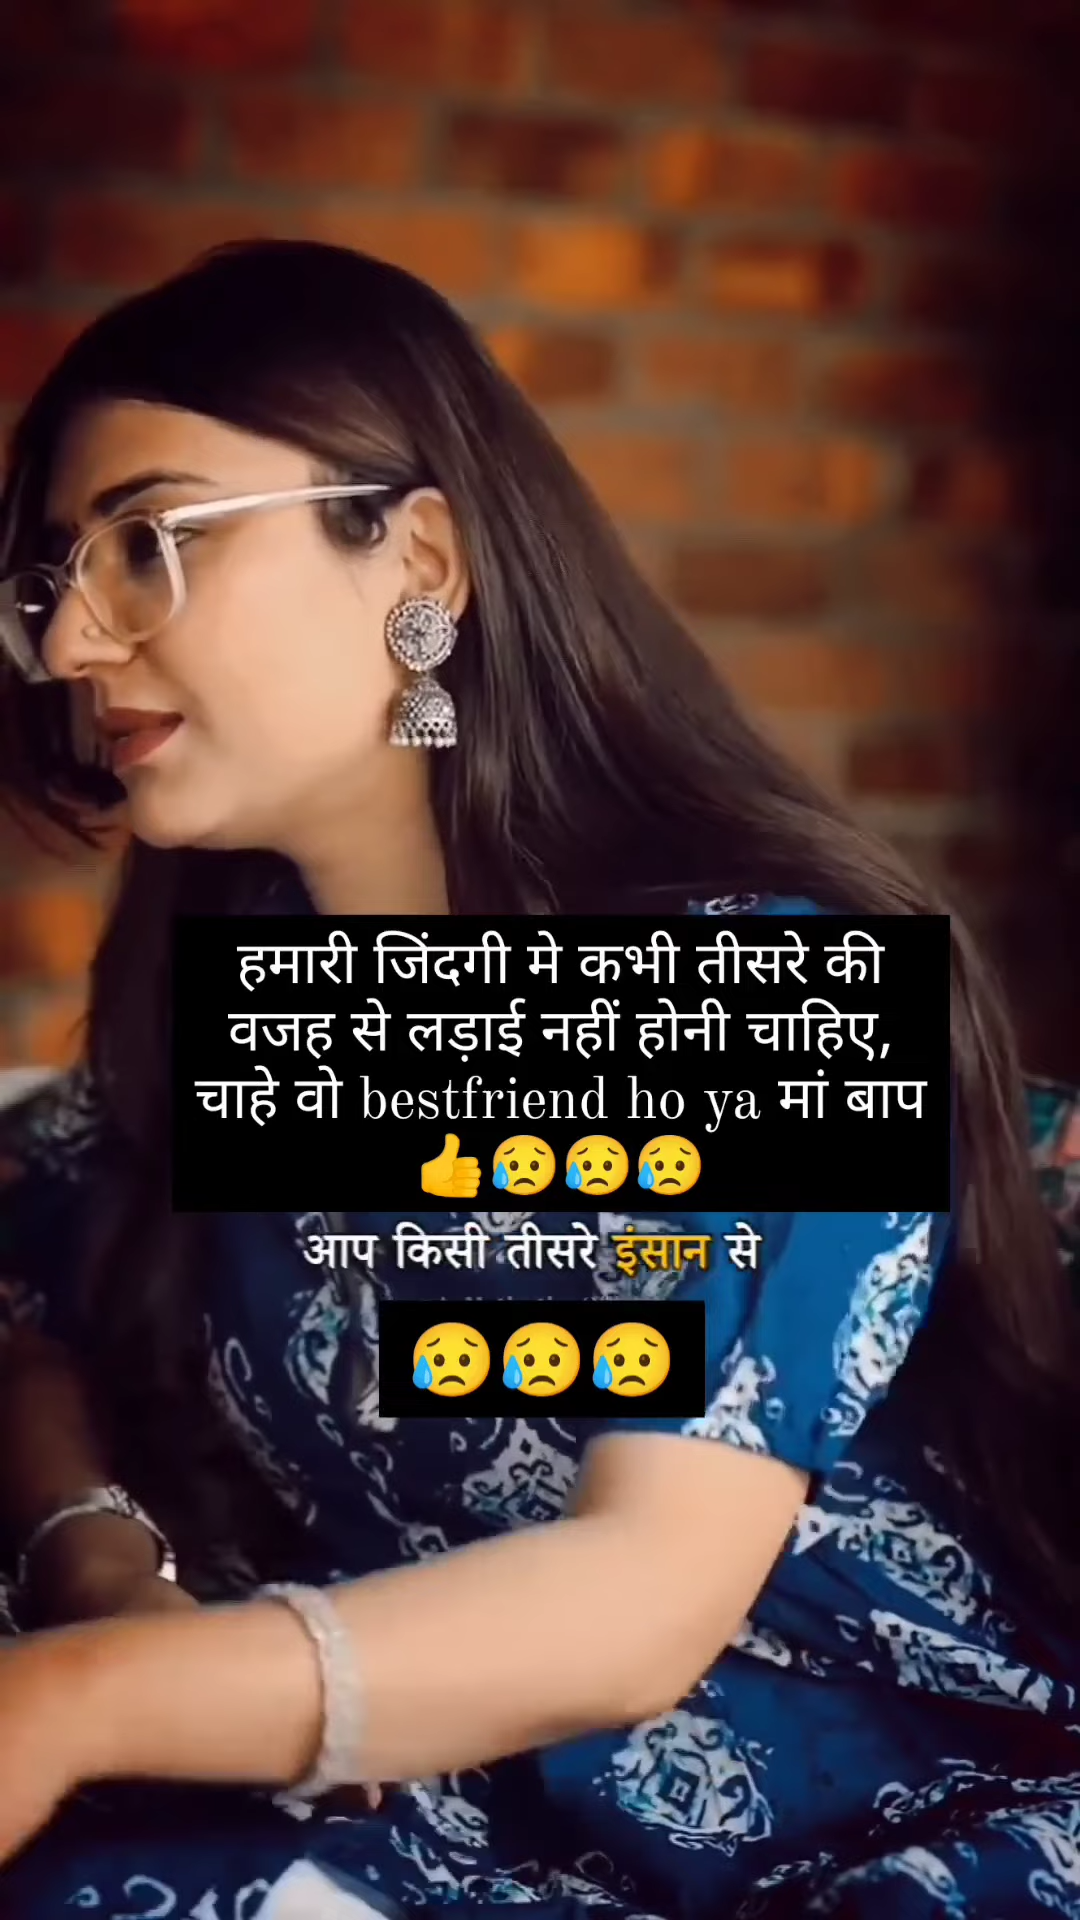 हमारी जिंदगी मे कभी तीसरे की
वजह से लड़ाई नहीं होनी चाहिए,
चाहे वो bestfriend ho ya मां बाप
👍😥😥😥
आप किसी तीसरे इंसान से
😥😥😥